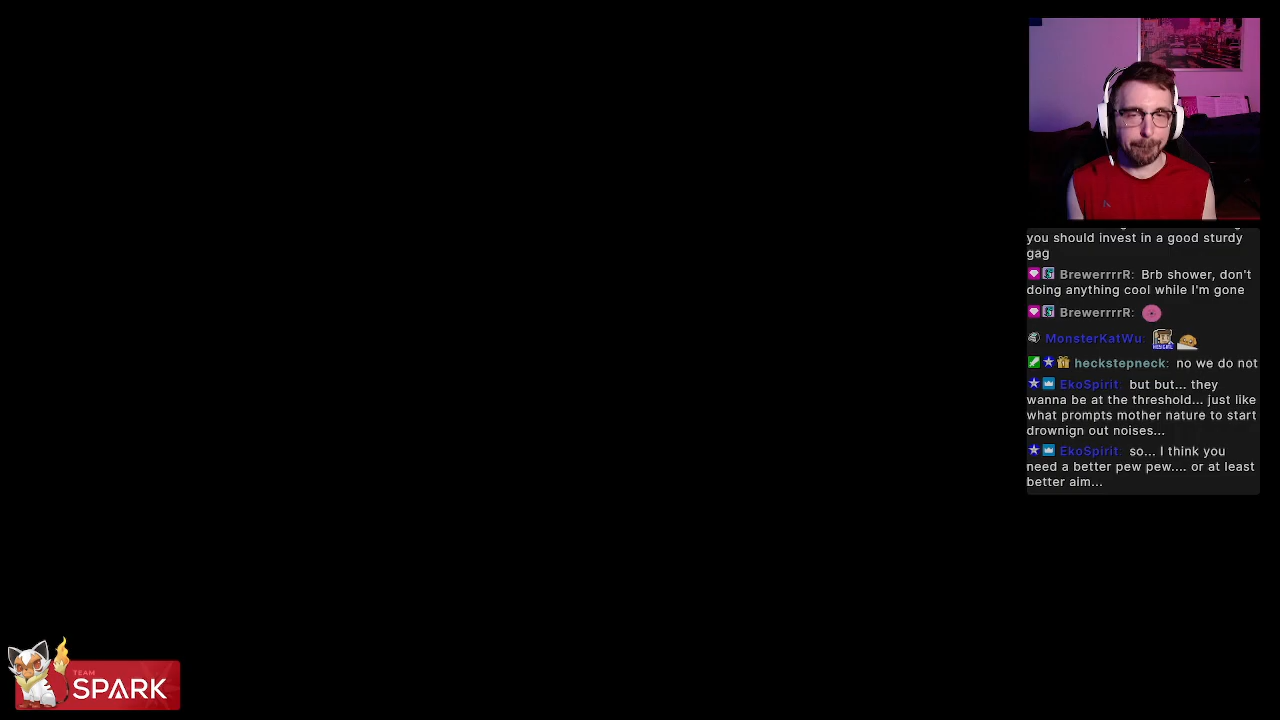 you should invest in a good sturdy
gag
BrewerrrrR: Brb shower, don't
doing anything cool while I'm gone
BrewerrrrR:
MonsterKatWu:
heckstepneck: no we do not
EkoSpirit: but but... they
wanna be at the threshold... just like
what prompts mother nature to start
drownign out noises...
EkoSpirit: so... I think you
need a better pew pew.... or at least
better aim...
TEAM
SPARK